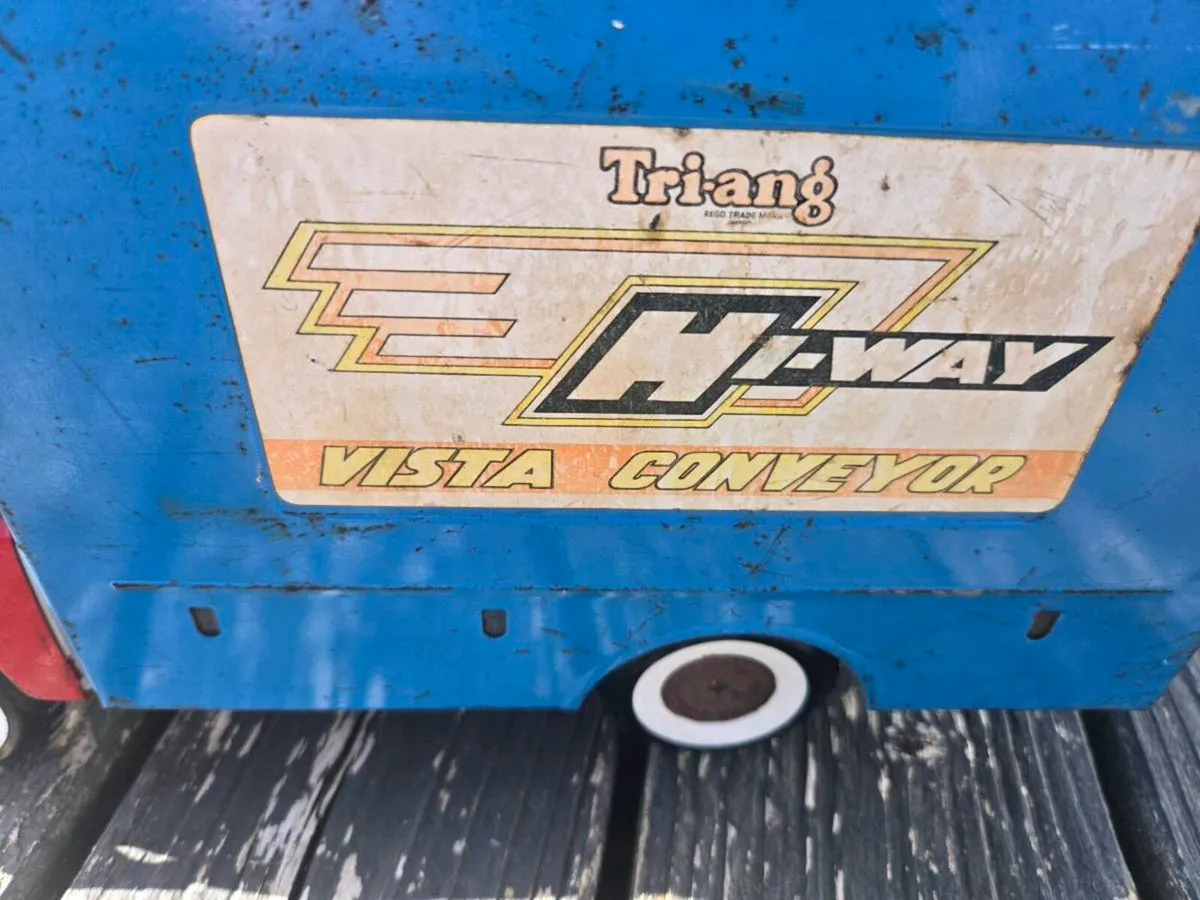 Tri-ang
REGD. TRADE MARK
Hi-WAY
VISTA CONVEYOR